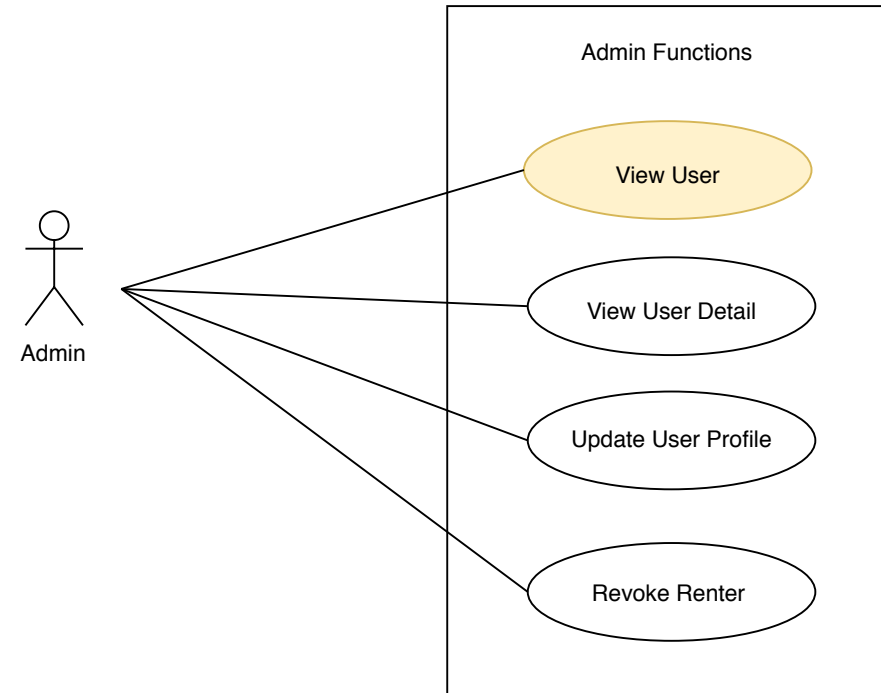 Admin Functions
View User
View User Detail
Admin
Update User Profile
Revoke Renter